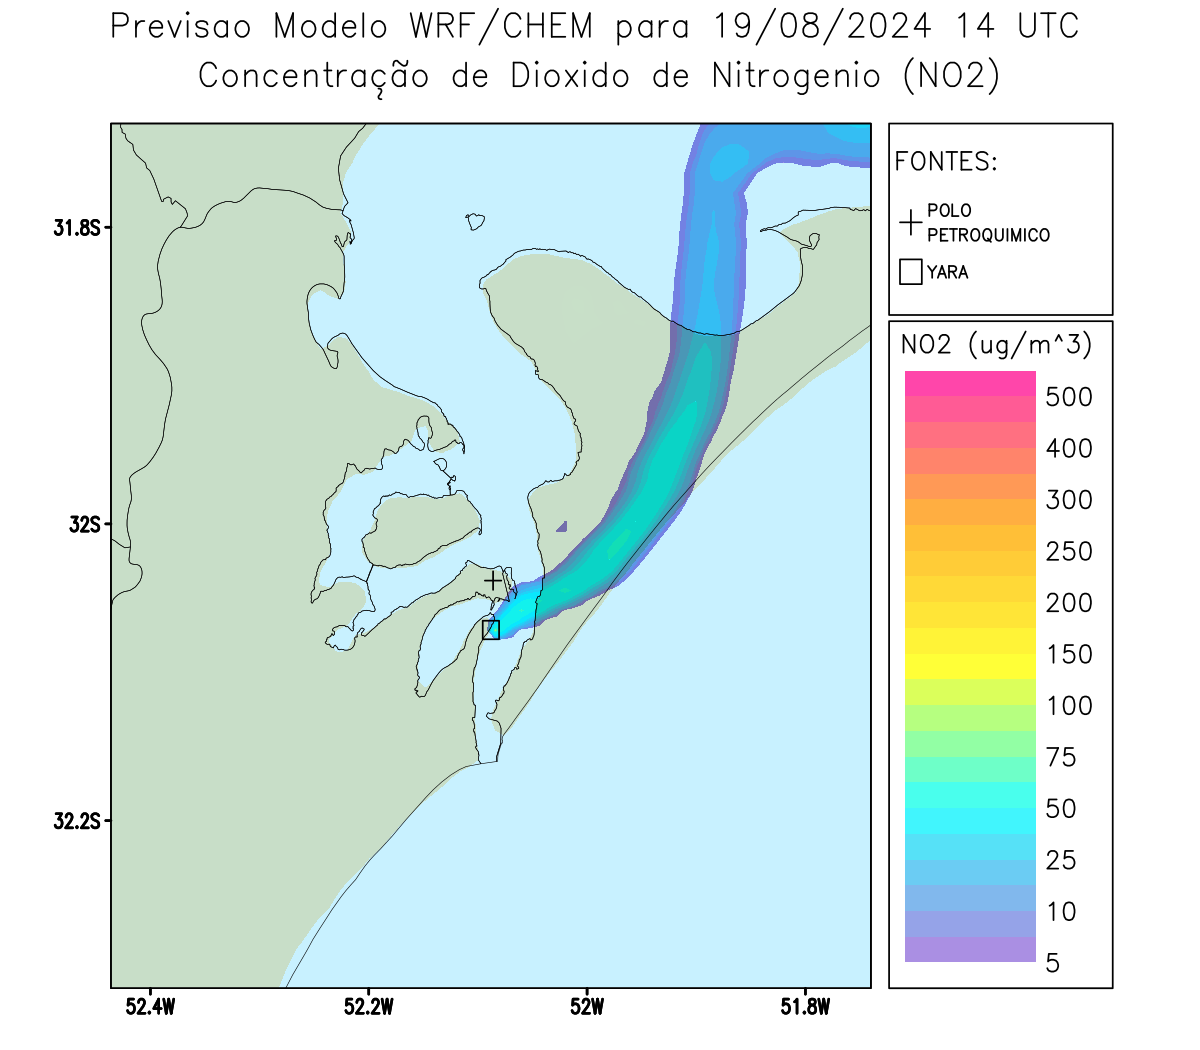 Previsao Modelo WRF/CHEM para 19/08/2024 14 UTC
Concentração de Dioxido de Nitrogenio (NO2)
FONTES:
POLO
PETROQUIMICO
YARA
NO2 (ug/m^3)
500
400
300
250
200
150
100
75
50
25
10
5
31.8S
32S
32.2S
52.4W
52.2W
52W
51.8W